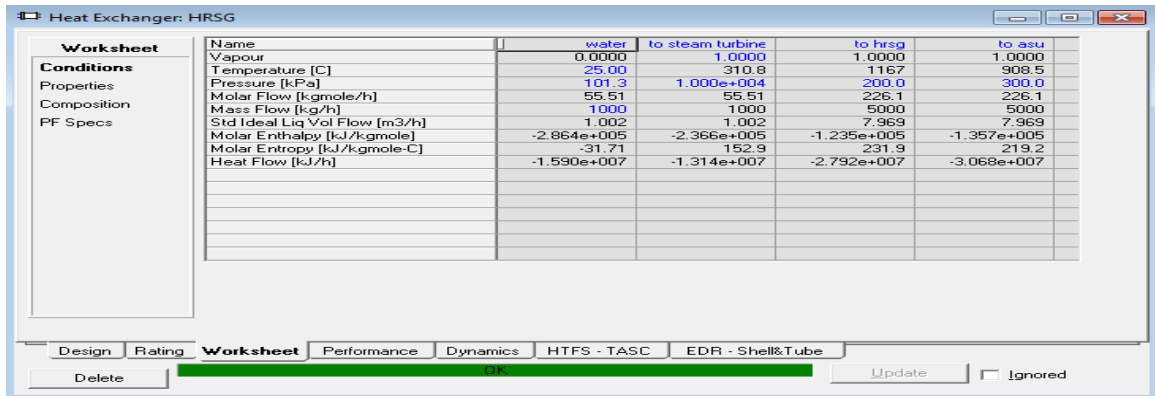 Heat Exchanger: HRSG
Worksheet
Conditions
Properties
Composition
PF Specs
Name water to steam turbine to hrsg to asu
Vapour 0.0000 1.0000 1.0000 1.0000
Temperature [C] 25.00 310.8 1167 908.5
Pressure [kPa] 101.3 1.000e+004 200.0 300.0
Molar Flow [kgmole/h] 55.51 55.51 226.1 226.1
Mass Flow [kg/h] 1000 1000 5000 5000
Std Ideal Liq Vol Flow [m3/h] 1.002 1.002 7.969 7.969
Molar Enthalpy [kJ/kgmole] -2.864e+005 -2.366e+005 -1.235e+005 -1.357e+005
Molar Entropy [kJ/kgmole-C] -31.71 152.9 231.9 219.2
Heat Flow [kJ/h] -1.590e+007 -1.314e+007 -2.792e+007 -3.068e+007
Design Rating Worksheet Performance Dynamics HTFS - TASC EDR - Shell&Tube
Delete OK Update Ignored